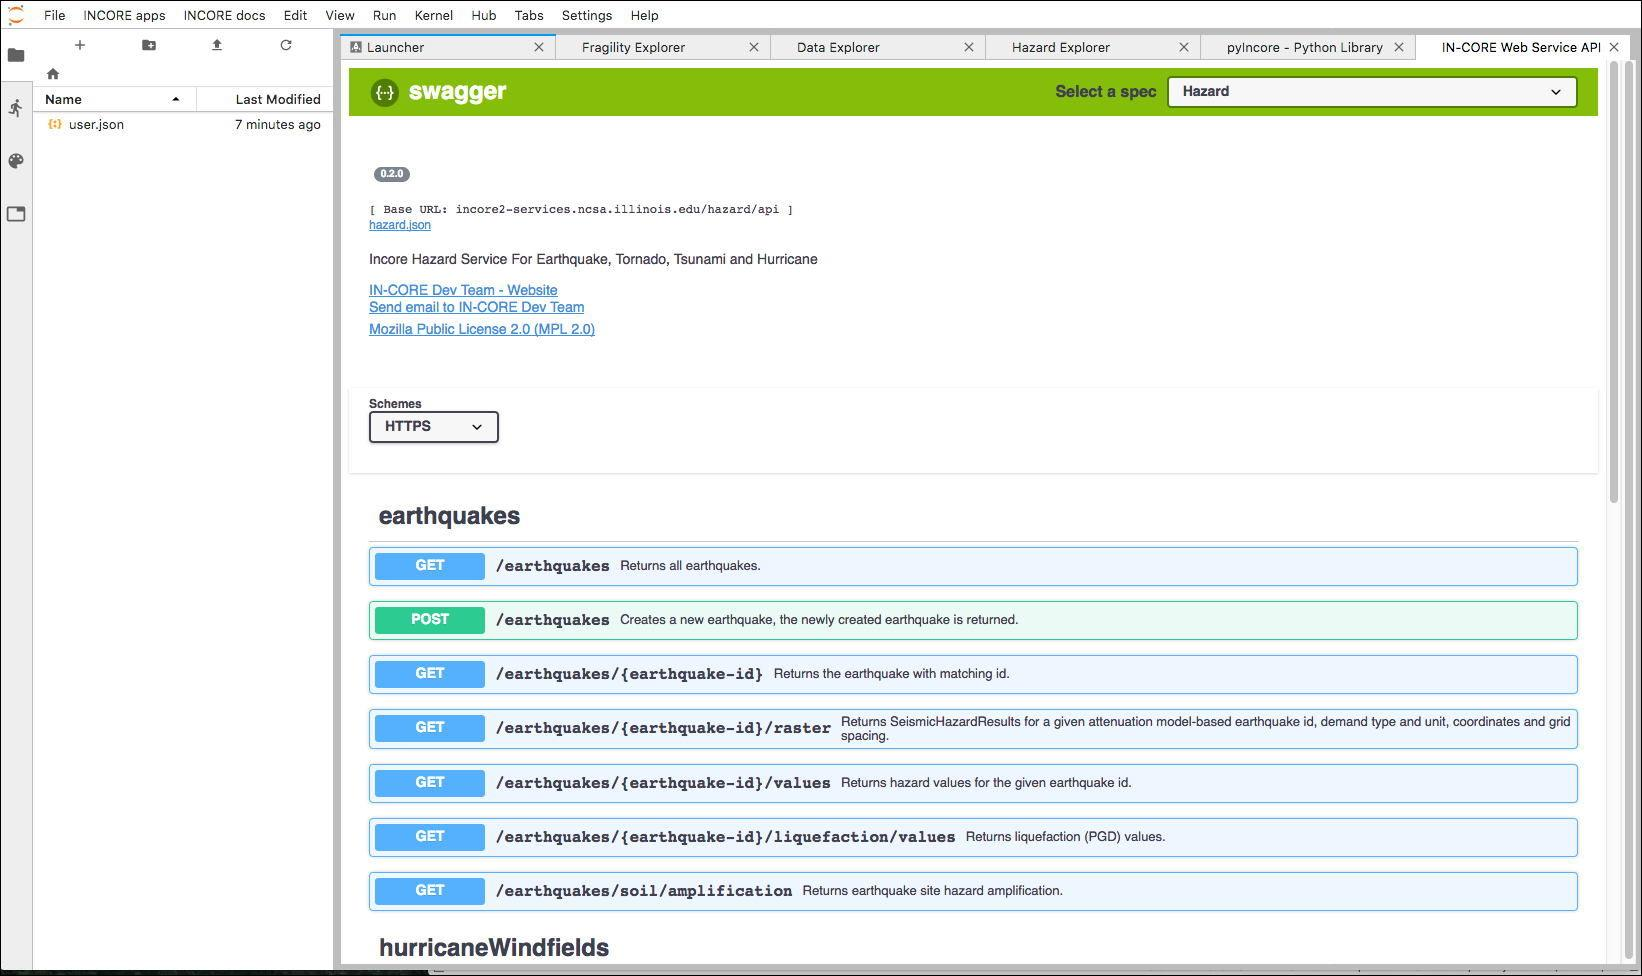 File INCORE apps INCORE docs Edit View Run Kernel Hub Tabs Settings Help
Launcher Fragility Explorer Data Explorer Hazard Explorer pyIncore - Python Library IN-CORE Web Service API
Name Last Modified
user.json 7 minutes ago
{...} swagger Select a spec Hazard
0.2.0
[ Base URL: incore2-services.ncsa.illinois.edu/hazard/api ]
hazard.json
Incore Hazard Service For Earthquake, Tornado, Tsunami and Hurricane
IN-CORE Dev Team - Website
Send email to IN-CORE Dev Team
Mozilla Public License 2.0 (MPL 2.0)
Schemes
HTTPS
earthquakes
GET /earthquakes Returns all earthquakes.
POST /earthquakes Creates a new earthquake, the newly created earthquake is returned.
GET /earthquakes/{earthquake-id} Returns the earthquake with matching id.
GET /earthquakes/{earthquake-id}/raster Returns SeismicHazardResults for a given attenuation model-based earthquake id, demand type and unit, coordinates and grid
spacing.
GET /earthquakes/{earthquake-id}/values Returns hazard values for the given earthquake id.
GET /earthquakes/{earthquake-id}/liquefaction/values Returns liquefaction (PGD) values.
GET /earthquakes/soil/amplification Returns earthquake site hazard amplification.
hurricaneWindfields